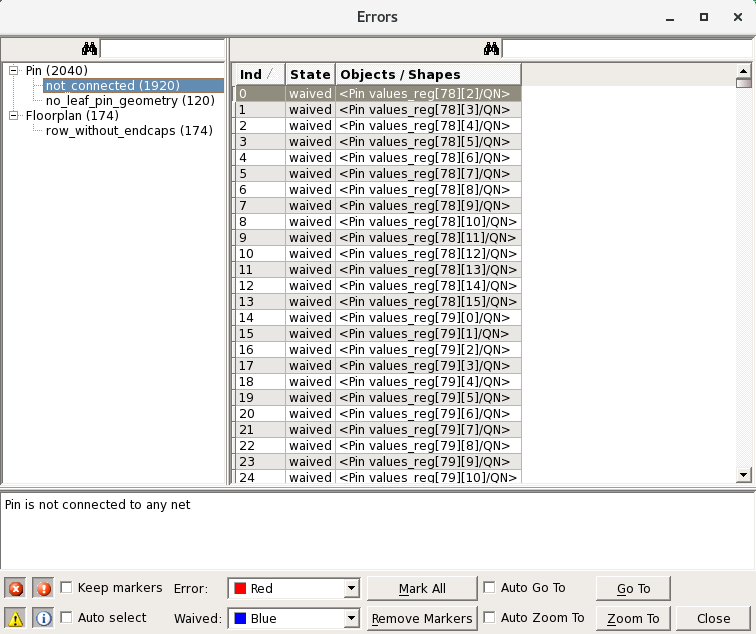 Errors
Pin (2040)
not_connected (1920)
no_leaf_pin_geometry (120)
Floorplan (174)
row_without_endcaps (174)
Ind State Objects / Shapes
0 waived <Pin values_reg[78][2]/QN>
1 waived <Pin values_reg[78][3]/QN>
2 waived <Pin values_reg[78][4]/QN>
3 waived <Pin values_reg[78][5]/QN>
4 waived <Pin values_reg[78][6]/QN>
5 waived <Pin values_reg[78][7]/QN>
6 waived <Pin values_reg[78][8]/QN>
7 waived <Pin values_reg[78][9]/QN>
8 waived <Pin values_reg[78][10]/QN>
9 waived <Pin values_reg[78][11]/QN>
10 waived <Pin values_reg[78][12]/QN>
11 waived <Pin values_reg[78][13]/QN>
12 waived <Pin values_reg[78][14]/QN>
13 waived <Pin values_reg[78][15]/QN>
14 waived <Pin values_reg[79][0]/QN>
15 waived <Pin values_reg[79][1]/QN>
16 waived <Pin values_reg[79][2]/QN>
17 waived <Pin values_reg[79][3]/QN>
18 waived <Pin values_reg[79][4]/QN>
19 waived <Pin values_reg[79][5]/QN>
20 waived <Pin values_reg[79][6]/QN>
21 waived <Pin values_reg[79][7]/QN>
22 waived <Pin values_reg[79][8]/QN>
23 waived <Pin values_reg[79][9]/QN>
24 waived <Pin values_reg[79][10]/QN>
Pin is not connected to any net
Keep markers Error: Red Mark All Auto Go To Go To
Auto select Waived: Blue Remove Markers Auto Zoom To Zoom To Close